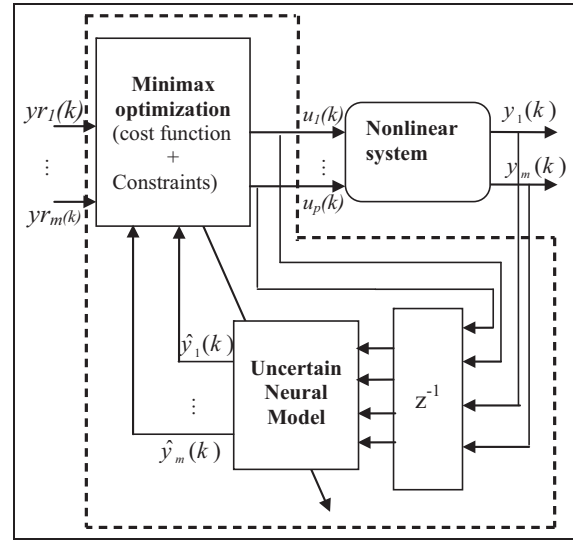 Minimax
optimization
(cost function
+
Constraints)
yr₁(k)
⋮
yrₘ(k)
u₁(k)
⋮
uₚ(k)
Nonlinear
system
y₁(k)
⋮
yₘ(k)
ŷ₁(k)
⋮
ŷₘ(k)
Uncertain
Neural
Model
z⁻¹